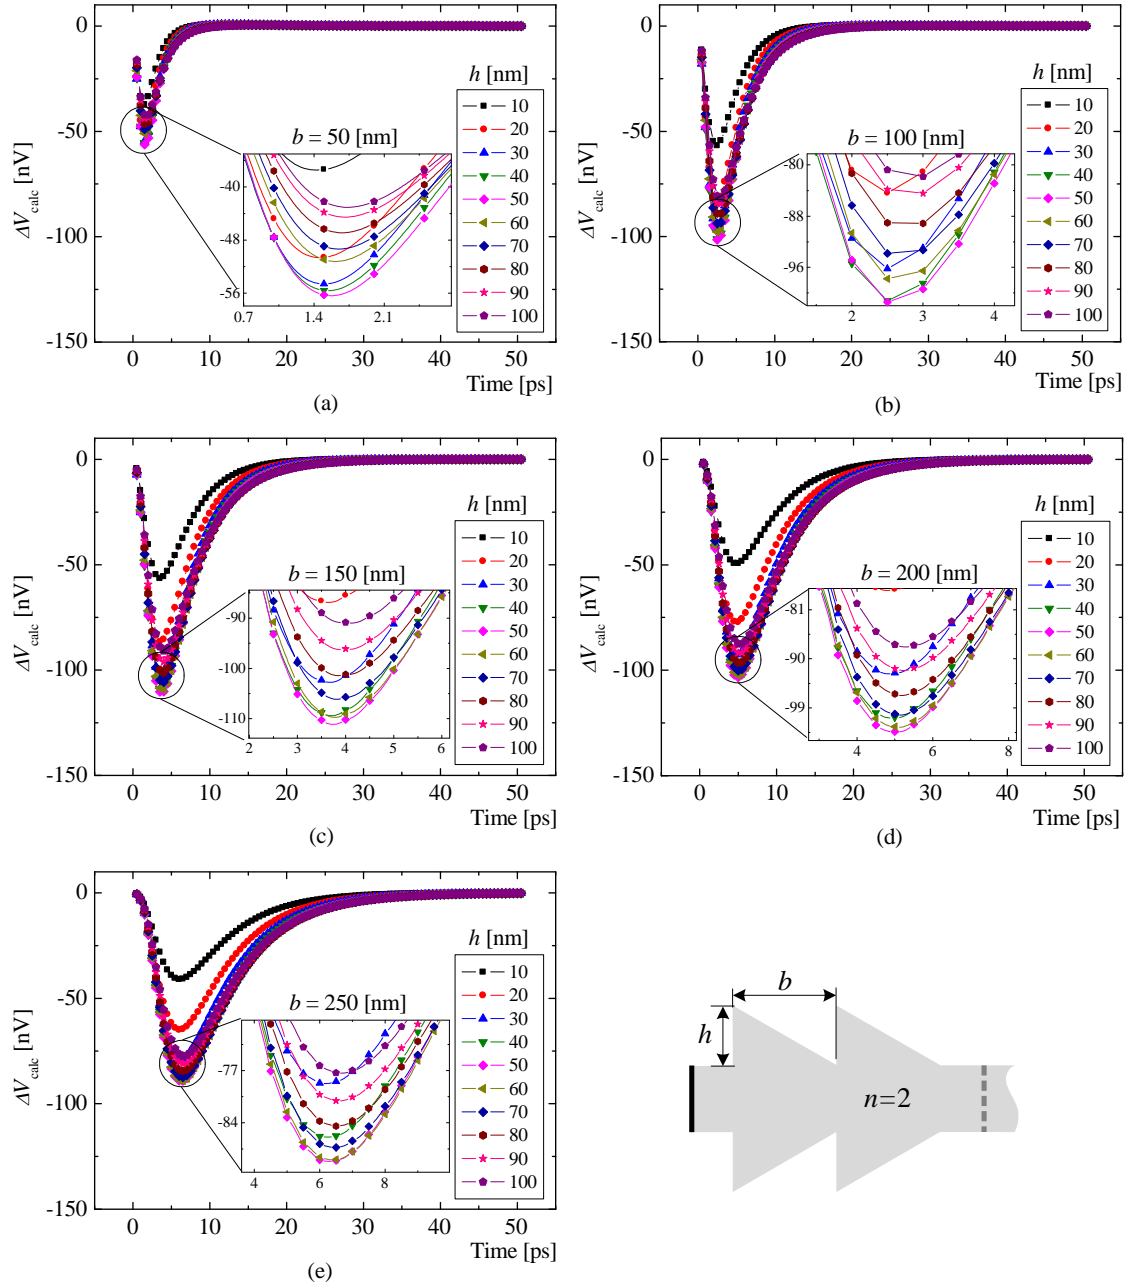 0
-50
-100
-150
0 10 20 30 40 50
ΔV_calc [nV]
Time [ps]
h [nm]
10
20
30
40
50
60
70
80
90
100
b = 50 [nm]
-40
-48
-56
0.7 1.4 2.1
(a)
0
-50
-100
-150
0 10 20 30 40 50
ΔV_calc [nV]
Time [ps]
h [nm]
10
20
30
40
50
60
70
80
90
100
b = 100 [nm]
-80
-88
-96
2 3 4
(b)
0
-50
-100
-150
0 10 20 30 40 50
ΔV_calc [nV]
Time [ps]
h [nm]
10
20
30
40
50
60
70
80
90
100
b = 150 [nm]
-90
-100
-110
2 3 4 5 6
(c)
0
-50
-100
-150
0 10 20 30 40 50
ΔV_calc [nV]
Time [ps]
h [nm]
10
20
30
40
50
60
70
80
90
100
b = 200 [nm]
-81
-90
-99
4 6 8
(d)
0
-50
-100
-150
0 10 20 30 40 50
ΔV_calc [nV]
Time [ps]
h [nm]
10
20
30
40
50
60
70
80
90
100
b = 250 [nm]
-77
-84
4 6 8
(e)
b
h
n=2